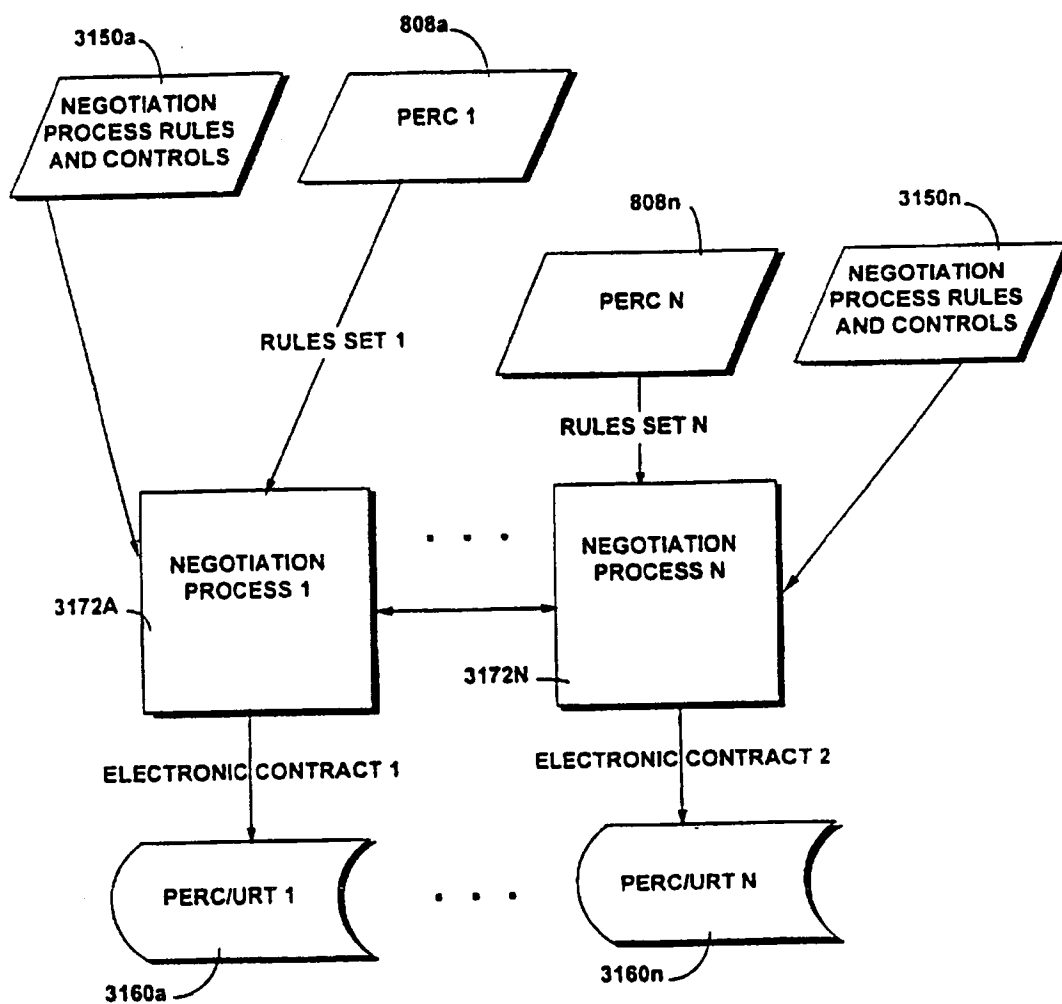 3150a
808a
NEGOTIATION
PROCESS RULES
AND CONTROLS
PERC 1
808n
3150n
PERC N
NEGOTIATION
PROCESS RULES
AND CONTROLS
RULES SET 1
RULES SET N
NEGOTIATION
PROCESS 1
. . .
NEGOTIATION
PROCESS N
3172A
3172N
ELECTRONIC CONTRACT 1
ELECTRONIC CONTRACT 2
PERC/URT 1
. . .
PERC/URT N
3160a
3160n